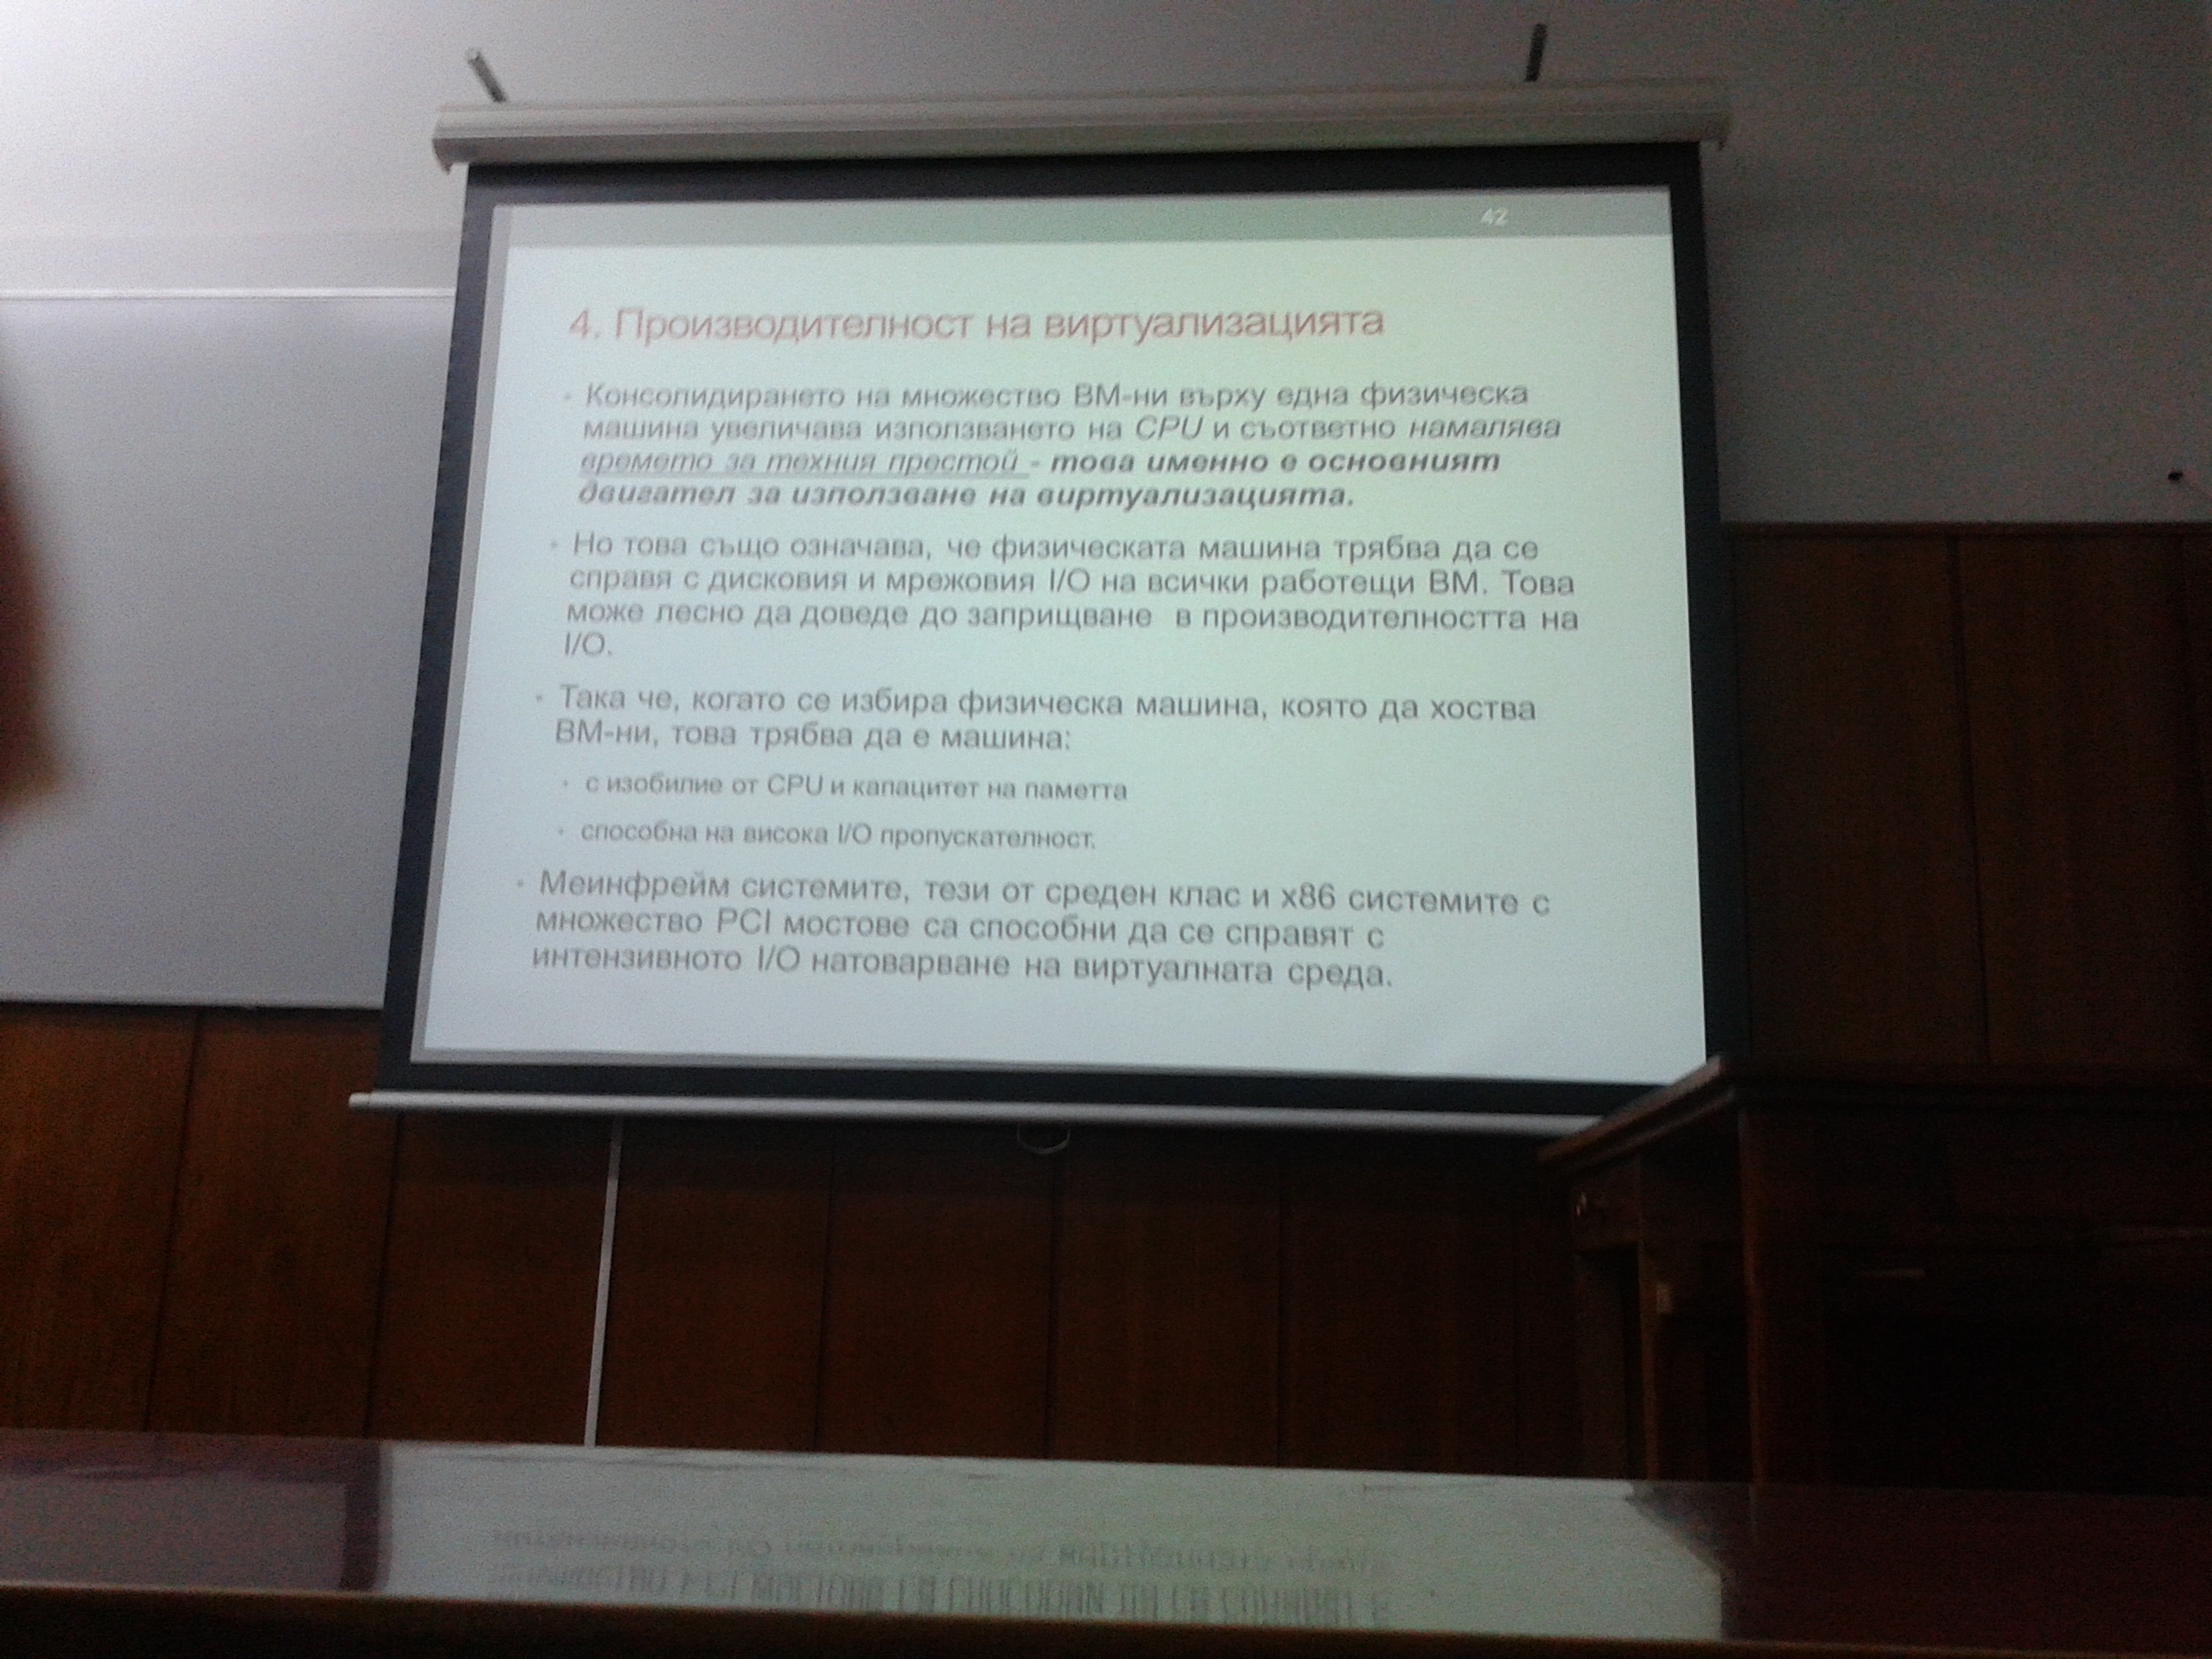 42
4. Производителност на виртуализацията
Консолидирането на множество ВМ-ни върху една физическа
машина увеличава използването на CPU и съответно намалява
времето за техния престой - това именно е основният
двигател за използване на виртуализацията.
Но това също означава, че физическата машина трябва да се
справя с дисковия и мрежовия I/O на всички работещи ВМ. Това
може лесно да доведе до заприщване в производителността на
I/O.
Така че, когато се избира физическа машина, която да хоства
ВМ-ни, това трябва да е машина:
с изобилие от CPU и капацитет на паметта
способна на висока I/O пропускателност.
Меинфрейм системите, тези от среден клас и x86 системите с
множество PCI мостове са способни да се справят с
интензивното I/O натоварване на виртуалната среда.